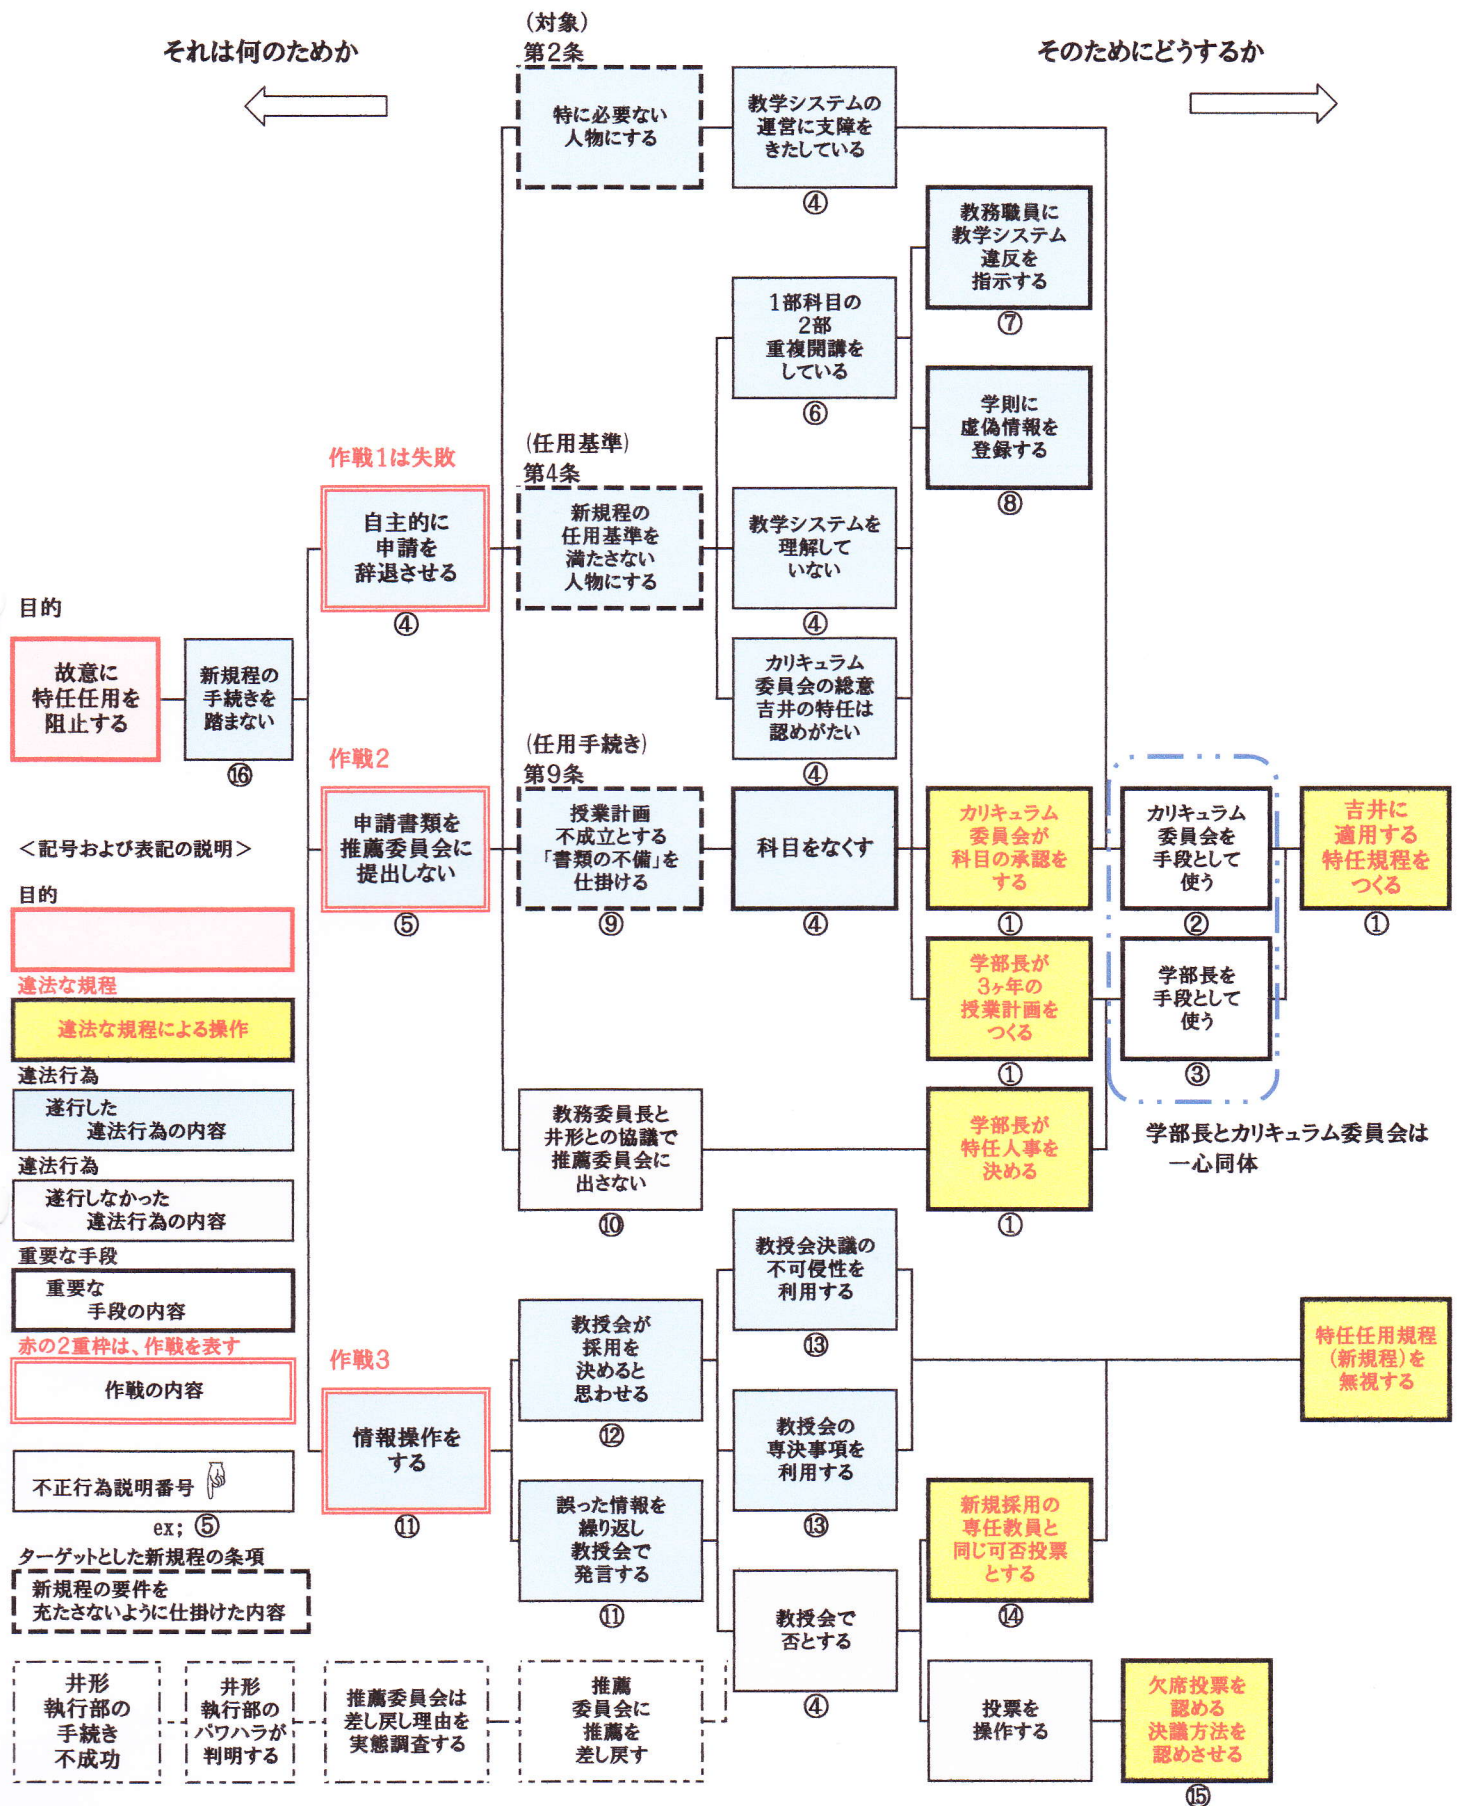 それは何のためか
(対象)
第2条
そのためにどうするか
特に必要ない
人物にする
教学システムの
運営に支障を
きたしている
④
教務職員に
教学システム
違反を
指示する
⑦
1部科目の
2部
重複開講を
している
⑥
学則に
虚偽情報を
登録する
⑧
作戦1は失敗
自主的に
申請を
辞退させる
④
(任用基準)
第4条
新規程の
任用基準を
満たさない
人物にする
教学システムを
理解して
いない
④
目的
故意に
特任任用を
阻止する
新規程の
手続きを
踏まない
⑯
カリキュラム
委員会の総意
吉井の特任は
認めがたい
④
作戦2
申請書類を
推薦委員会に
提出しない
⑤
(任用手続き)
第9条
授業計画
不成立とする
「書類の不備」を
仕掛ける
⑨
科目をなくす
④
カリキュラム
委員会が
科目の承認を
する
①
カリキュラム
委員会を
手段として
使う
②
吉井に
適用する
特任規程を
つくる
①
学部長が
3ヶ年の
授業計画を
つくる
①
学部長を
手段として
使う
③
学部長とカリキュラム委員会は
一心同体
教務委員長と
井形との協議で
推薦委員会に
出さない
⑩
学部長が
特任人事を
決める
①
<記号および表記の説明>
目的
違法な規程
違法な規程による操作
違法行為
遂行した
違法行為の内容
違法行為
遂行しなかった
違法行為の内容
重要な手段
重要な
手段の内容
赤の2重枠は、作戦を表す
作戦の内容
不正行為説明番号
ex; ⑤
ターゲットとした新規程の条項
新規程の要件を
充たさないように仕掛けた内容
作戦3
情報操作を
する
⑪
教授会が
採用を
決めると
思わせる
⑫
誤った情報を
繰り返し
教授会で
発言する
⑪
教授会決議の
不可侵性を
利用する
⑬
教授会の
専決事項を
利用する
⑬
特任任用規程
(新規程)を
無視する
新規採用の
専任教員と
同じ可否投票
とする
⑭
教授会で
否とする
④
投票を
操作する
欠席投票を
認める
決議方法を
認めさせる
⑮
井形
執行部の
手続き
不成功
井形
執行部の
パワハラが
判明する
推薦委員会は
差し戻し理由を
実態調査する
推薦
委員会に
推薦を
差し戻す